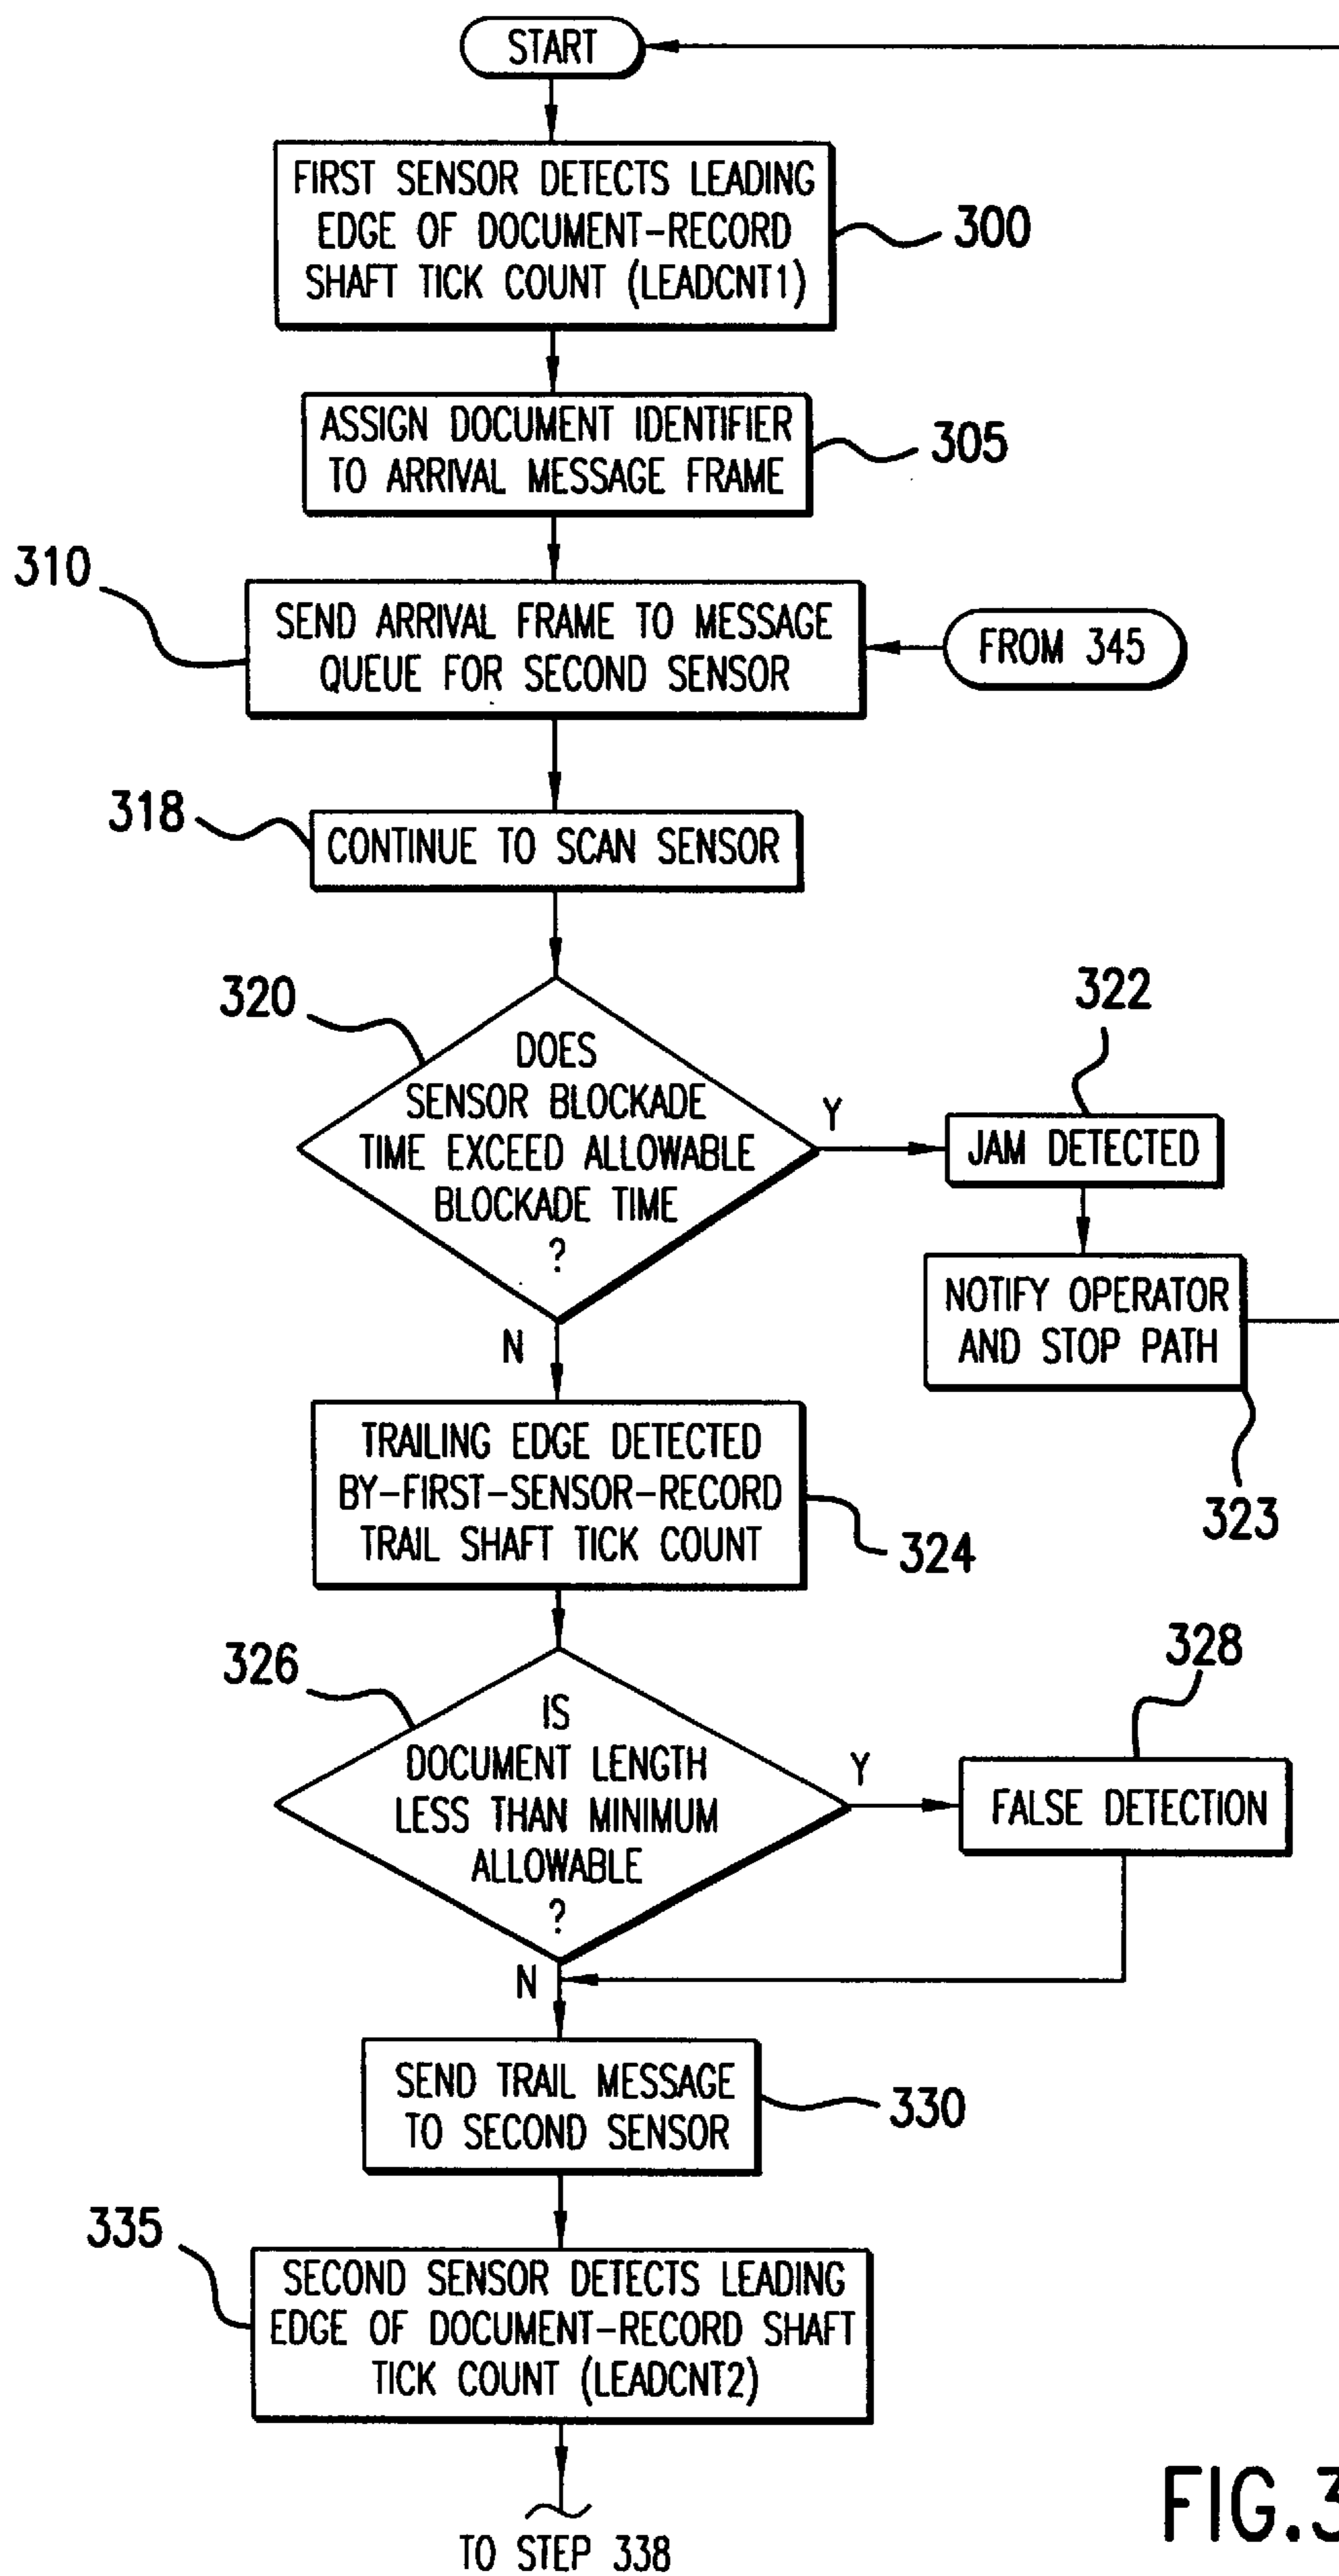 START
FIRST SENSOR DETECTS LEADING
EDGE OF DOCUMENT-RECORD
SHAFT TICK COUNT (LEADCNT1)
300
ASSIGN DOCUMENT IDENTIFIER
TO ARRIVAL MESSAGE FRAME
305
310
SEND ARRIVAL FRAME TO MESSAGE
QUEUE FOR SECOND SENSOR
FROM 345
318
CONTINUE TO SCAN SENSOR
320
DOES
SENSOR BLOCKADE
TIME EXCEED ALLOWABLE
BLOCKADE TIME
?
Y
322
JAM DETECTED
NOTIFY OPERATOR
AND STOP PATH
323
N
TRAILING EDGE DETECTED
BY-FIRST-SENSOR-RECORD
TRAIL SHAFT TICK COUNT
324
326
IS
DOCUMENT LENGTH
LESS THAN MINIMUM
ALLOWABLE
?
Y
328
FALSE DETECTION
N
SEND TRAIL MESSAGE
TO SECOND SENSOR
330
335
SECOND SENSOR DETECTS LEADING
EDGE OF DOCUMENT-RECORD SHAFT
TICK COUNT (LEADCNT2)
TO STEP 338
FIG.3